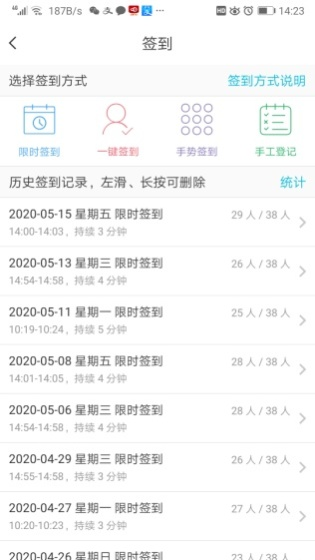 187B/s 14:23
签到
选择签到方式 签到方式说明
限时签到 一键签到 手势签到 手工登记
历史签到记录，左滑、长按可删除 统计
2020-05-15 星期五 限时签到 29 人 / 38 人
14:00-14:03，持续 3 分钟
2020-05-13 星期三 限时签到 26 人 / 38 人
14:54-14:58，持续 4 分钟
2020-05-11 星期一 限时签到 25 人 / 38 人
10:19-10:24，持续 5 分钟
2020-05-08 星期五 限时签到 28 人 / 38 人
14:01-14:05，持续 4 分钟
2020-05-06 星期三 限时签到 28 人 / 38 人
14:54-14:58，持续 4 分钟
2020-04-29 星期三 限时签到 26 人 / 38 人
14:55-14:58，持续 3 分钟
2020-04-27 星期一 限时签到 27 人 / 38 人
10:20-10:23，持续 3 分钟
2020-04-26 星期日 限时签到 23 人 / 38 人